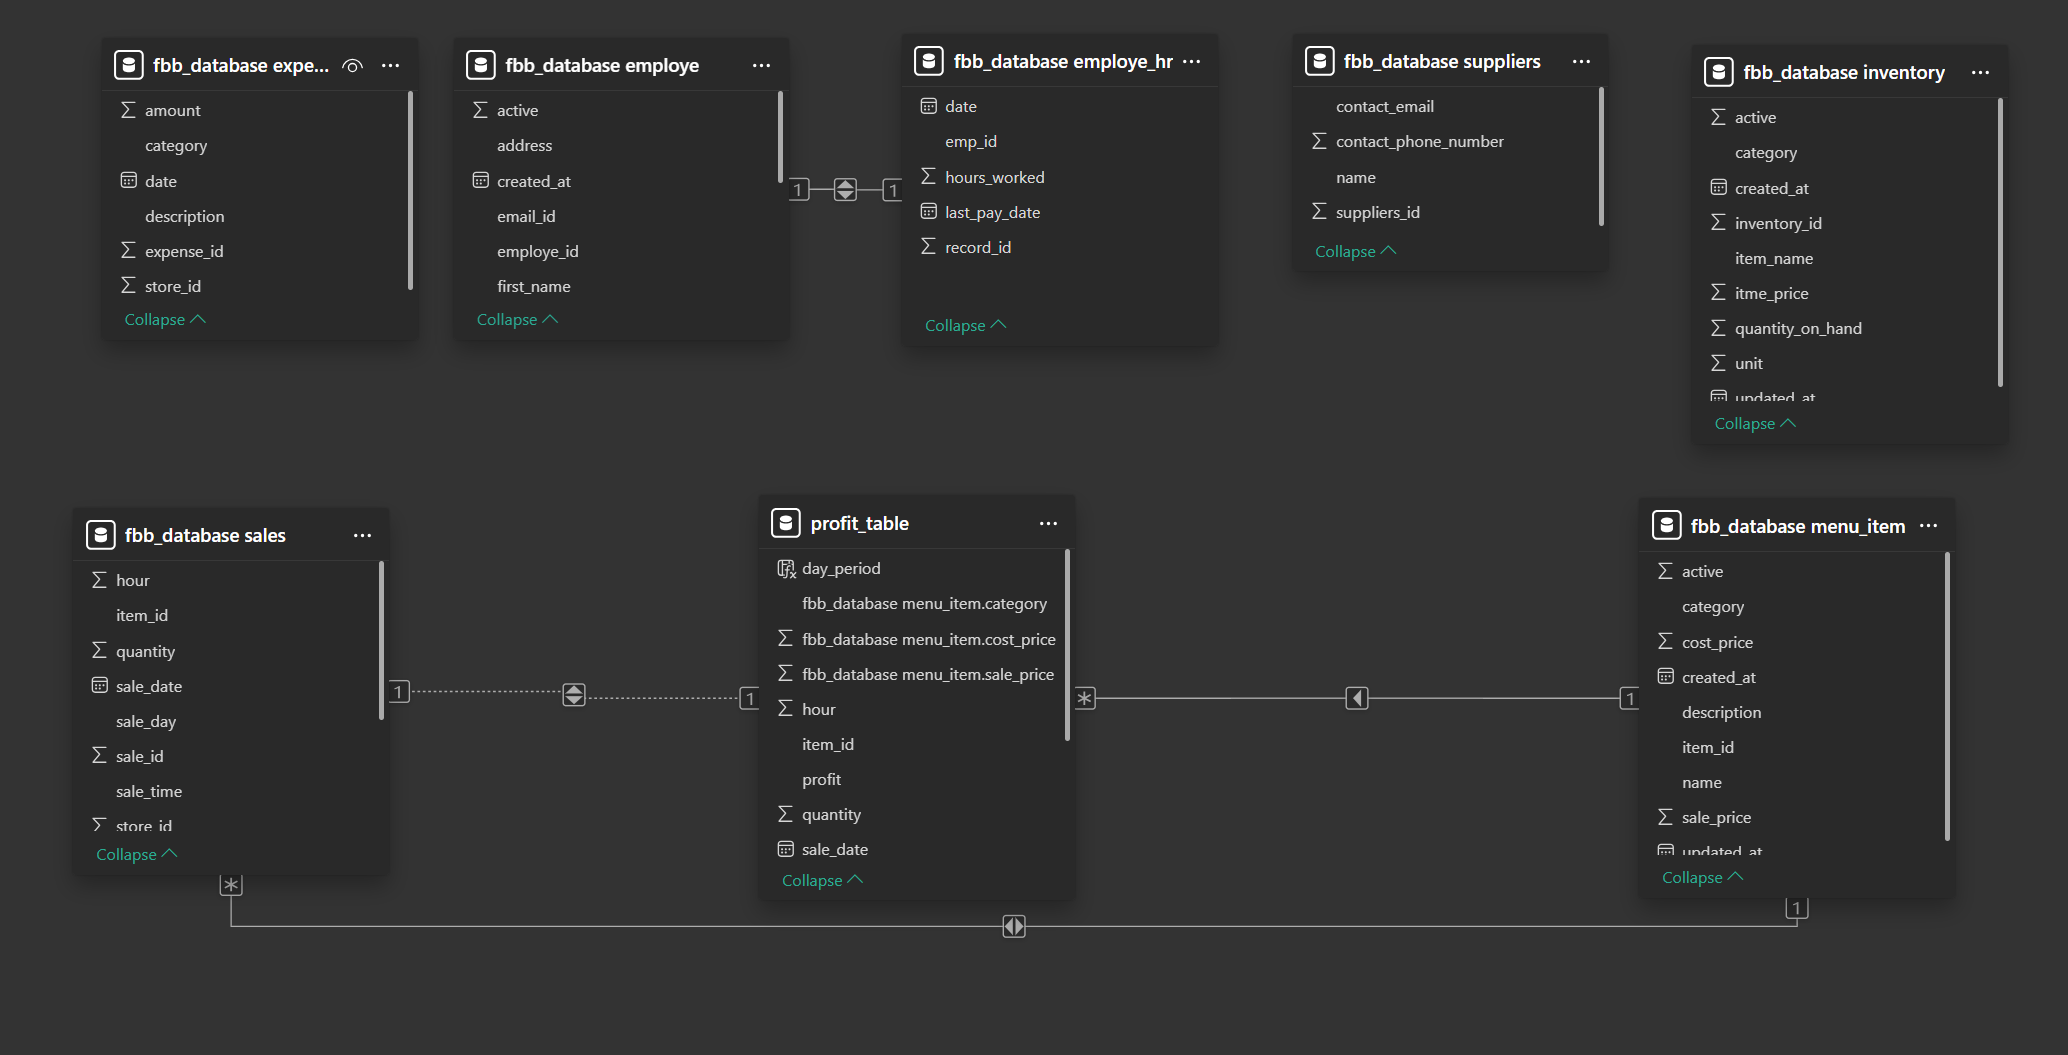 fbb_database expe...
amount
category
date
description
expense_id
store_id
Collapse
fbb_database employe
active
address
created_at
email_id
employe_id
first_name
Collapse
1
1
fbb_database employe_hr
date
emp_id
hours_worked
last_pay_date
record_id
Collapse
fbb_database suppliers
contact_email
contact_phone_number
name
suppliers_id
Collapse
fbb_database inventory
active
category
created_at
inventory_id
item_name
itme_price
quantity_on_hand
unit
updated_at
Collapse
fbb_database sales
hour
item_id
quantity
sale_date
sale_day
sale_id
sale_time
store_id
Collapse
1
1
profit_table
day_period
fbb_database menu_item.category
fbb_database menu_item.cost_price
fbb_database menu_item.sale_price
hour
item_id
profit
quantity
sale_date
Collapse
*
1
fbb_database menu_item
active
category
cost_price
created_at
description
item_id
name
sale_price
updated_at
Collapse
*
1